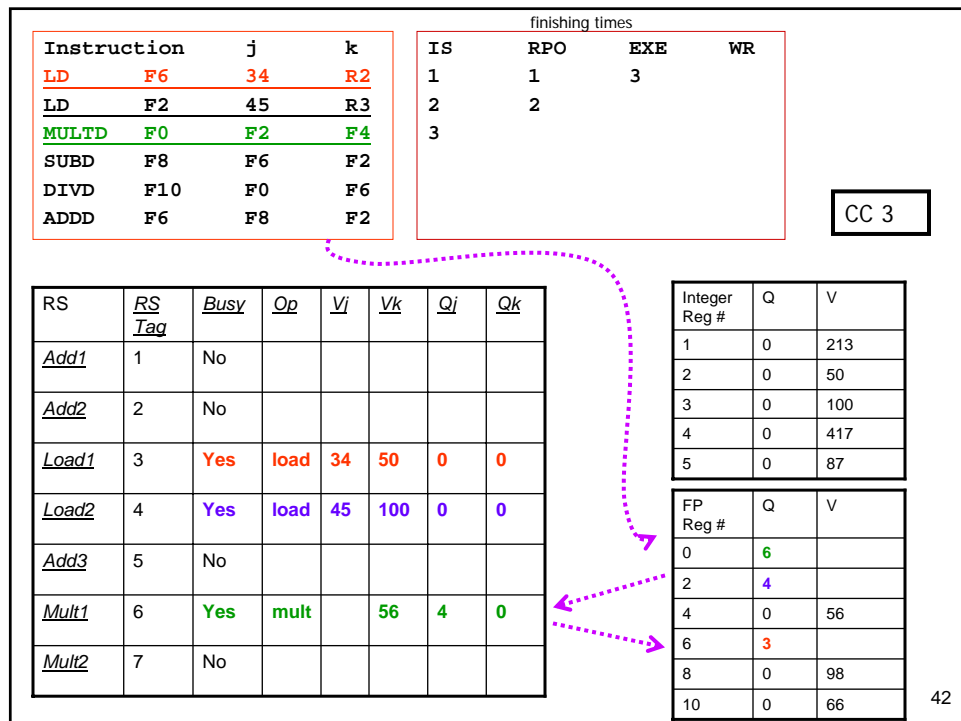 finishing times
Instruction j k
LD F6 34 R2
LD F2 45 R3
MULTD F0 F2 F4
SUBD F8 F6 F2
DIVD F10 F0 F6
ADDD F6 F8 F2
IS RPO EXE WR
1 1 3
2 2
3
CC 3
RS RS Tag Busy Op Vj Vk Qj Qk
Add1 1 No
Add2 2 No
Load1 3 Yes load 34 50 0 0
Load2 4 Yes load 45 100 0 0
Add3 5 No
Mult1 6 Yes mult 56 4 0
Mult2 7 No
Integer Reg # Q V
1 0 213
2 0 50
3 0 100
4 0 417
5 0 87
FP Reg # Q V
0 6
2 4
4 0 56
6 3
8 0 98
10 0 66
42